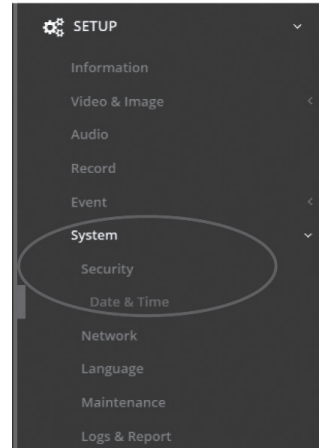 SETUP
Information
Video & Image
Audio
Record
Event
System
Security
Date & Time
Network
Language
Maintenance
Logs & Report